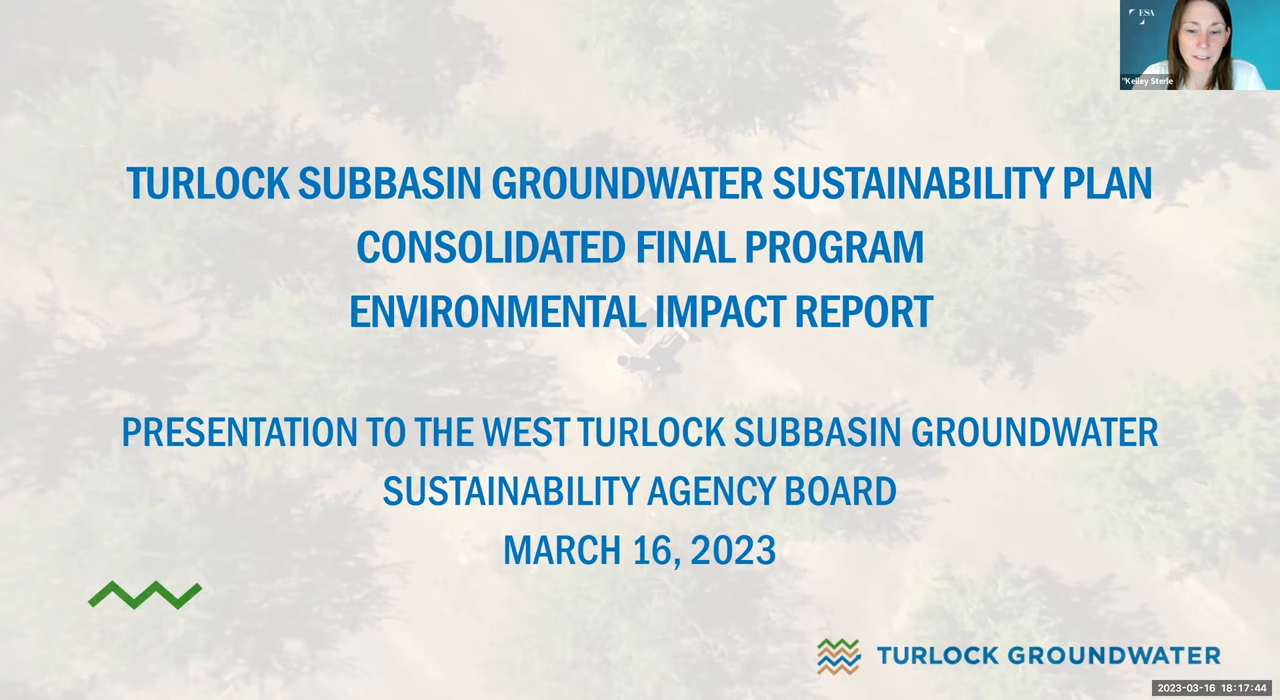 ESA
"Kelley Sterle
TURLOCK SUBBASIN GROUNDWATER SUSTAINABILITY PLAN
CONSOLIDATED FINAL PROGRAM
ENVIRONMENTAL IMPACT REPORT
PRESENTATION TO THE WEST TURLOCK SUBBASIN GROUNDWATER
SUSTAINABILITY AGENCY BOARD
MARCH 16, 2023
TURLOCK GROUNDWATER
2023-03-16 18:17:44